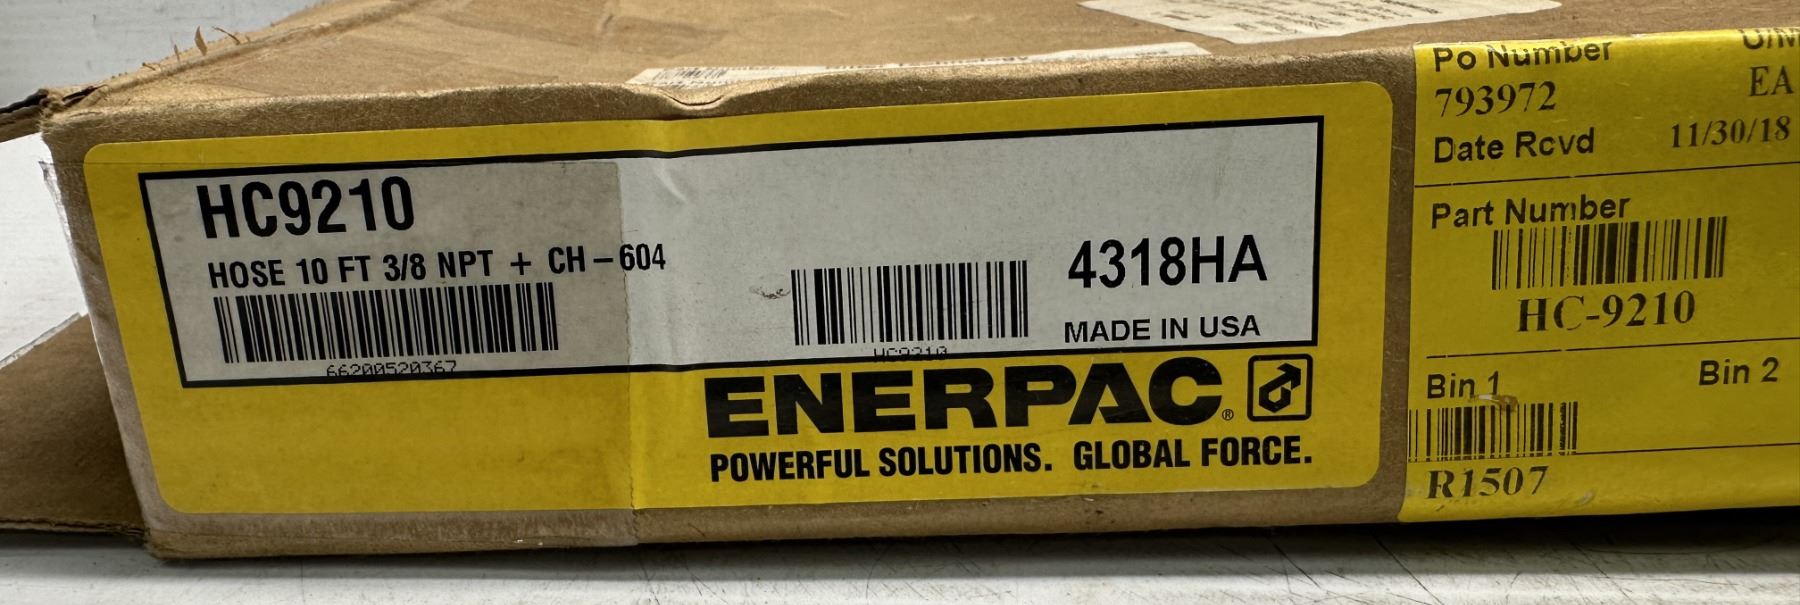 HC9210
HOSE 10 FT 3/8 NPT + CH-604
66200520367
HC9210
4318HA
MADE IN USA
ENERPAC®
POWERFUL SOLUTIONS. GLOBAL FORCE.
Po Number U/M
793972 EA
Date Rcvd 11/30/18
Part Number
HC-9210
Bin 1 Bin 2
R1507